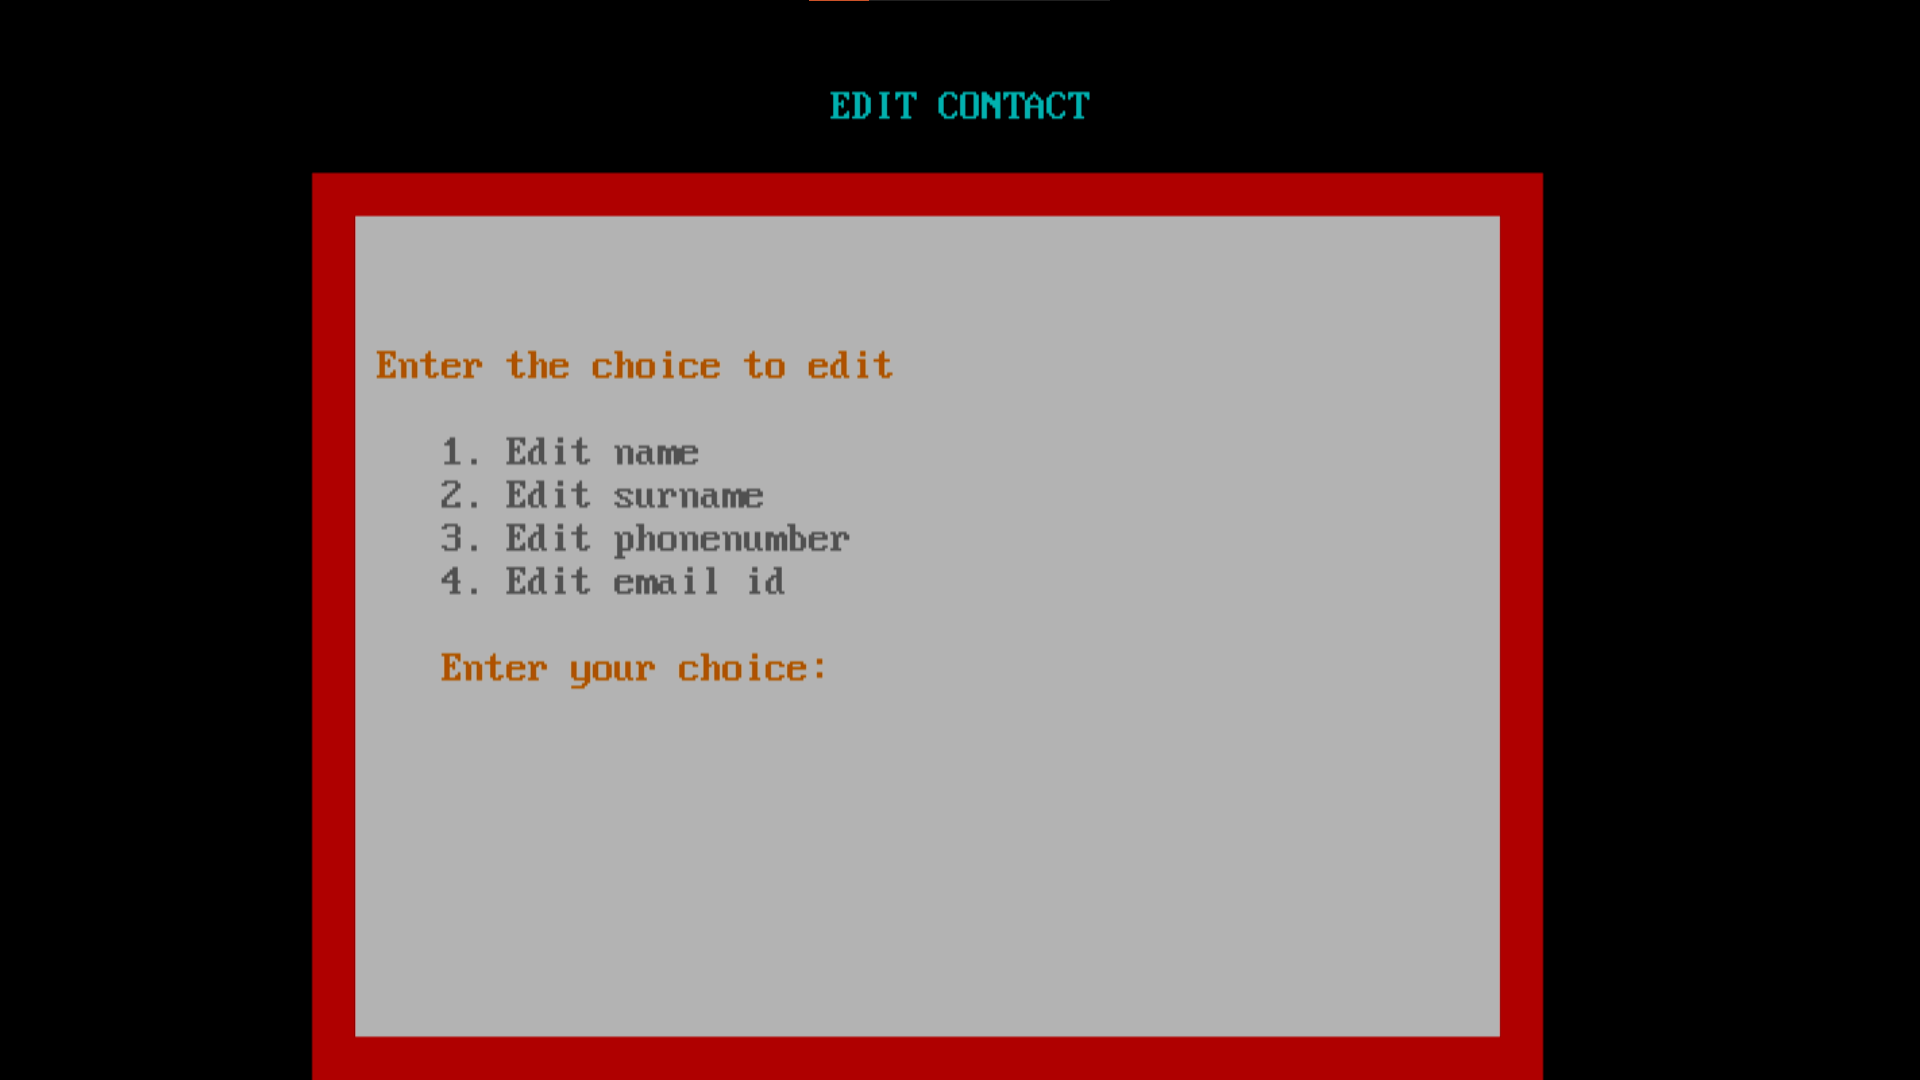 EDIT CONTACT
Enter the choice to edit
1. Edit name
2. Edit surname
3. Edit phonenumber
4. Edit email id
Enter your choice: